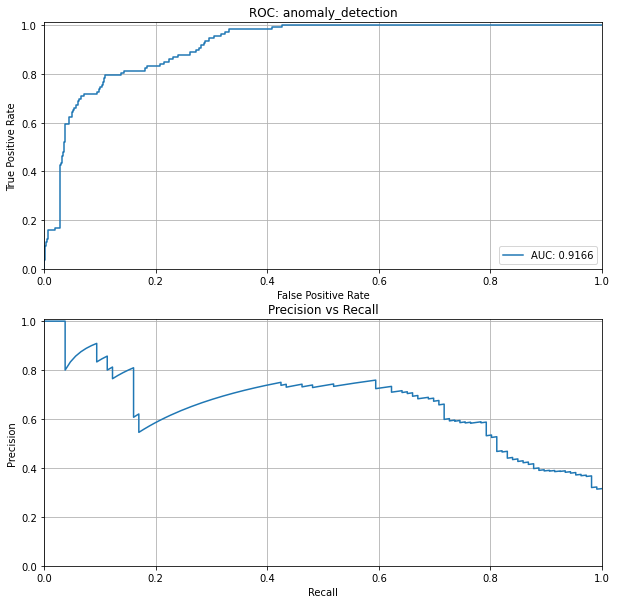 ROC: anomaly_detection
1.0
0.8
0.6
0.4
0.2
0.0
True Positive Rate
AUC: 0.9166
0.0 0.2 0.4 0.6 0.8 1.0
False Positive Rate
Precision vs Recall
1.0
0.8
0.6
0.4
0.2
0.0
Precision
0.0 0.2 0.4 0.6 0.8 1.0
Recall